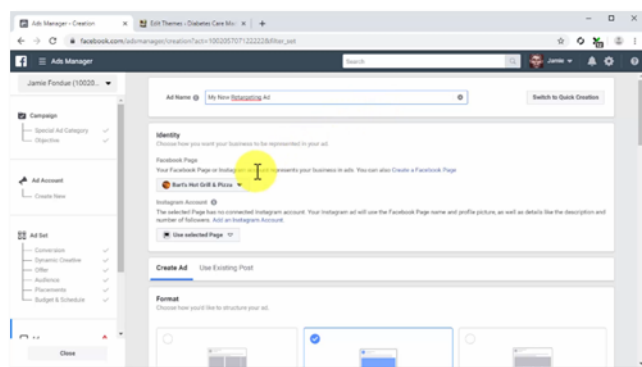 Ads Manager - Creation
Edit Themes - Diabetes Care Mo
facebook.com/adsmanager/creation?act=100205707122222&filter_set
Ads Manager
Search
Jamie
Jamie Fondue (10020...
Ad Name
My New Retargeting Ad
Switch to Quick Creation
Campaign
Special Ad Category
Objective
Identity
Choose how you want your business to be represented in your ad.
Facebook Page
Your Facebook Page or Instagram account represents your business in ads. You can also Create a Facebook Page
Ad Account
Create New
Bart's Hot Grill & Pizza
Instagram Account
The selected Page has no connected Instagram account. Your Instagram ad will use the Facebook Page name and profile picture, as well as details like the description and
number of followers. Add an Instagram Account.
Use selected Page
Ad Set
Conversion
Dynamic Creative
Offer
Audience
Placements
Budget & Schedule
Create Ad
Use Existing Post
Format
Choose how you'd like to structure your ad.
Close